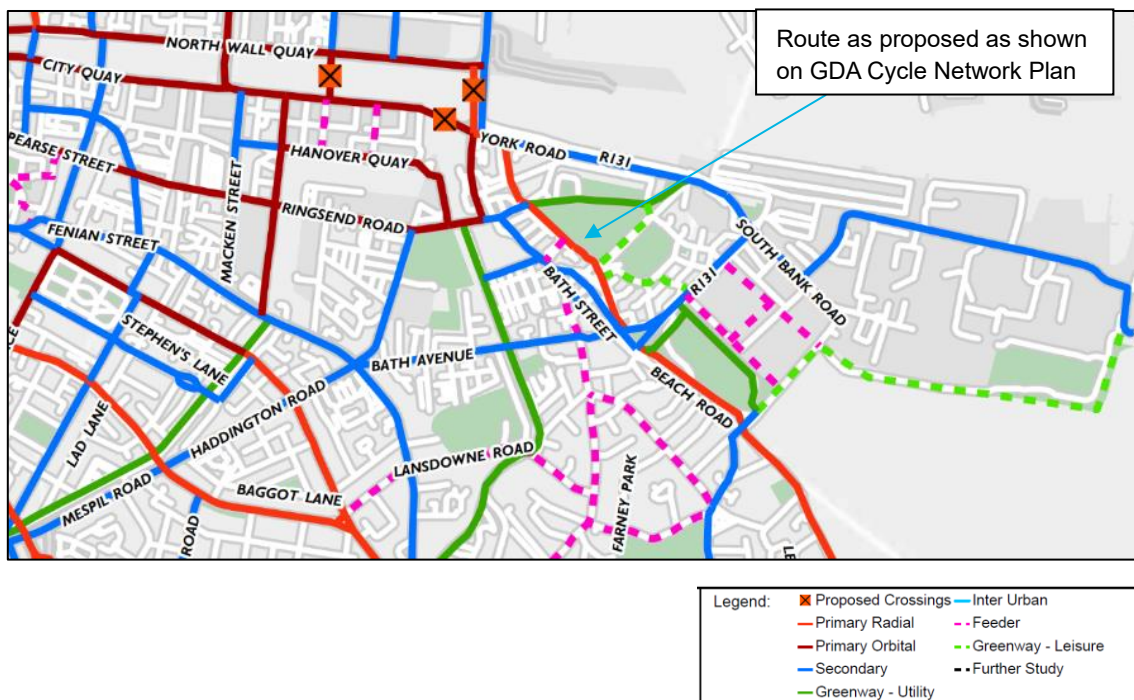 Route as proposed as shown
on GDA Cycle Network Plan
NORTH WALL QUAY
CITY QUAY
YORK ROAD
R131
PEARSE STREET
HANOVER QUAY
MACKEN STREET
RINGSEND ROAD
FENIAN STREET
SOUTH BANK ROAD
R131
BATH STREET
STEPHEN'S LANE
BATH AVENUE
BEACH ROAD
HADDINGTON ROAD
LAD LANE
LANSDOWNE ROAD
MESPIL ROAD
BAGGOT LANE
FARNEY PARK
ROAD
Legend:
Proposed Crossings
Inter Urban
Primary Radial
Feeder
Primary Orbital
Greenway - Leisure
Secondary
Further Study
Greenway - Utility